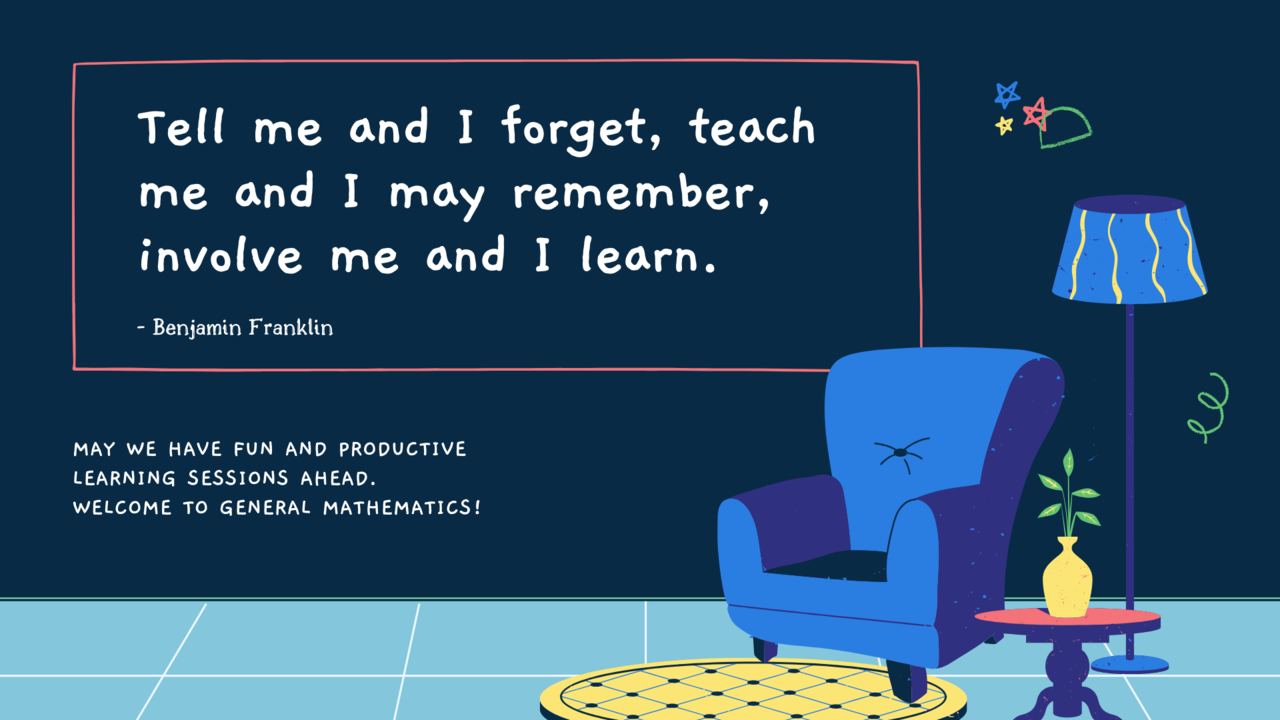 Tell me and I forget, teach
me and I may remember,
involve me and I learn.
- Benjamin Franklin
MAY WE HAVE FUN AND PRODUCTIVE
LEARNING SESSIONS AHEAD.
WELCOME TO GENERAL MATHEMATICS!